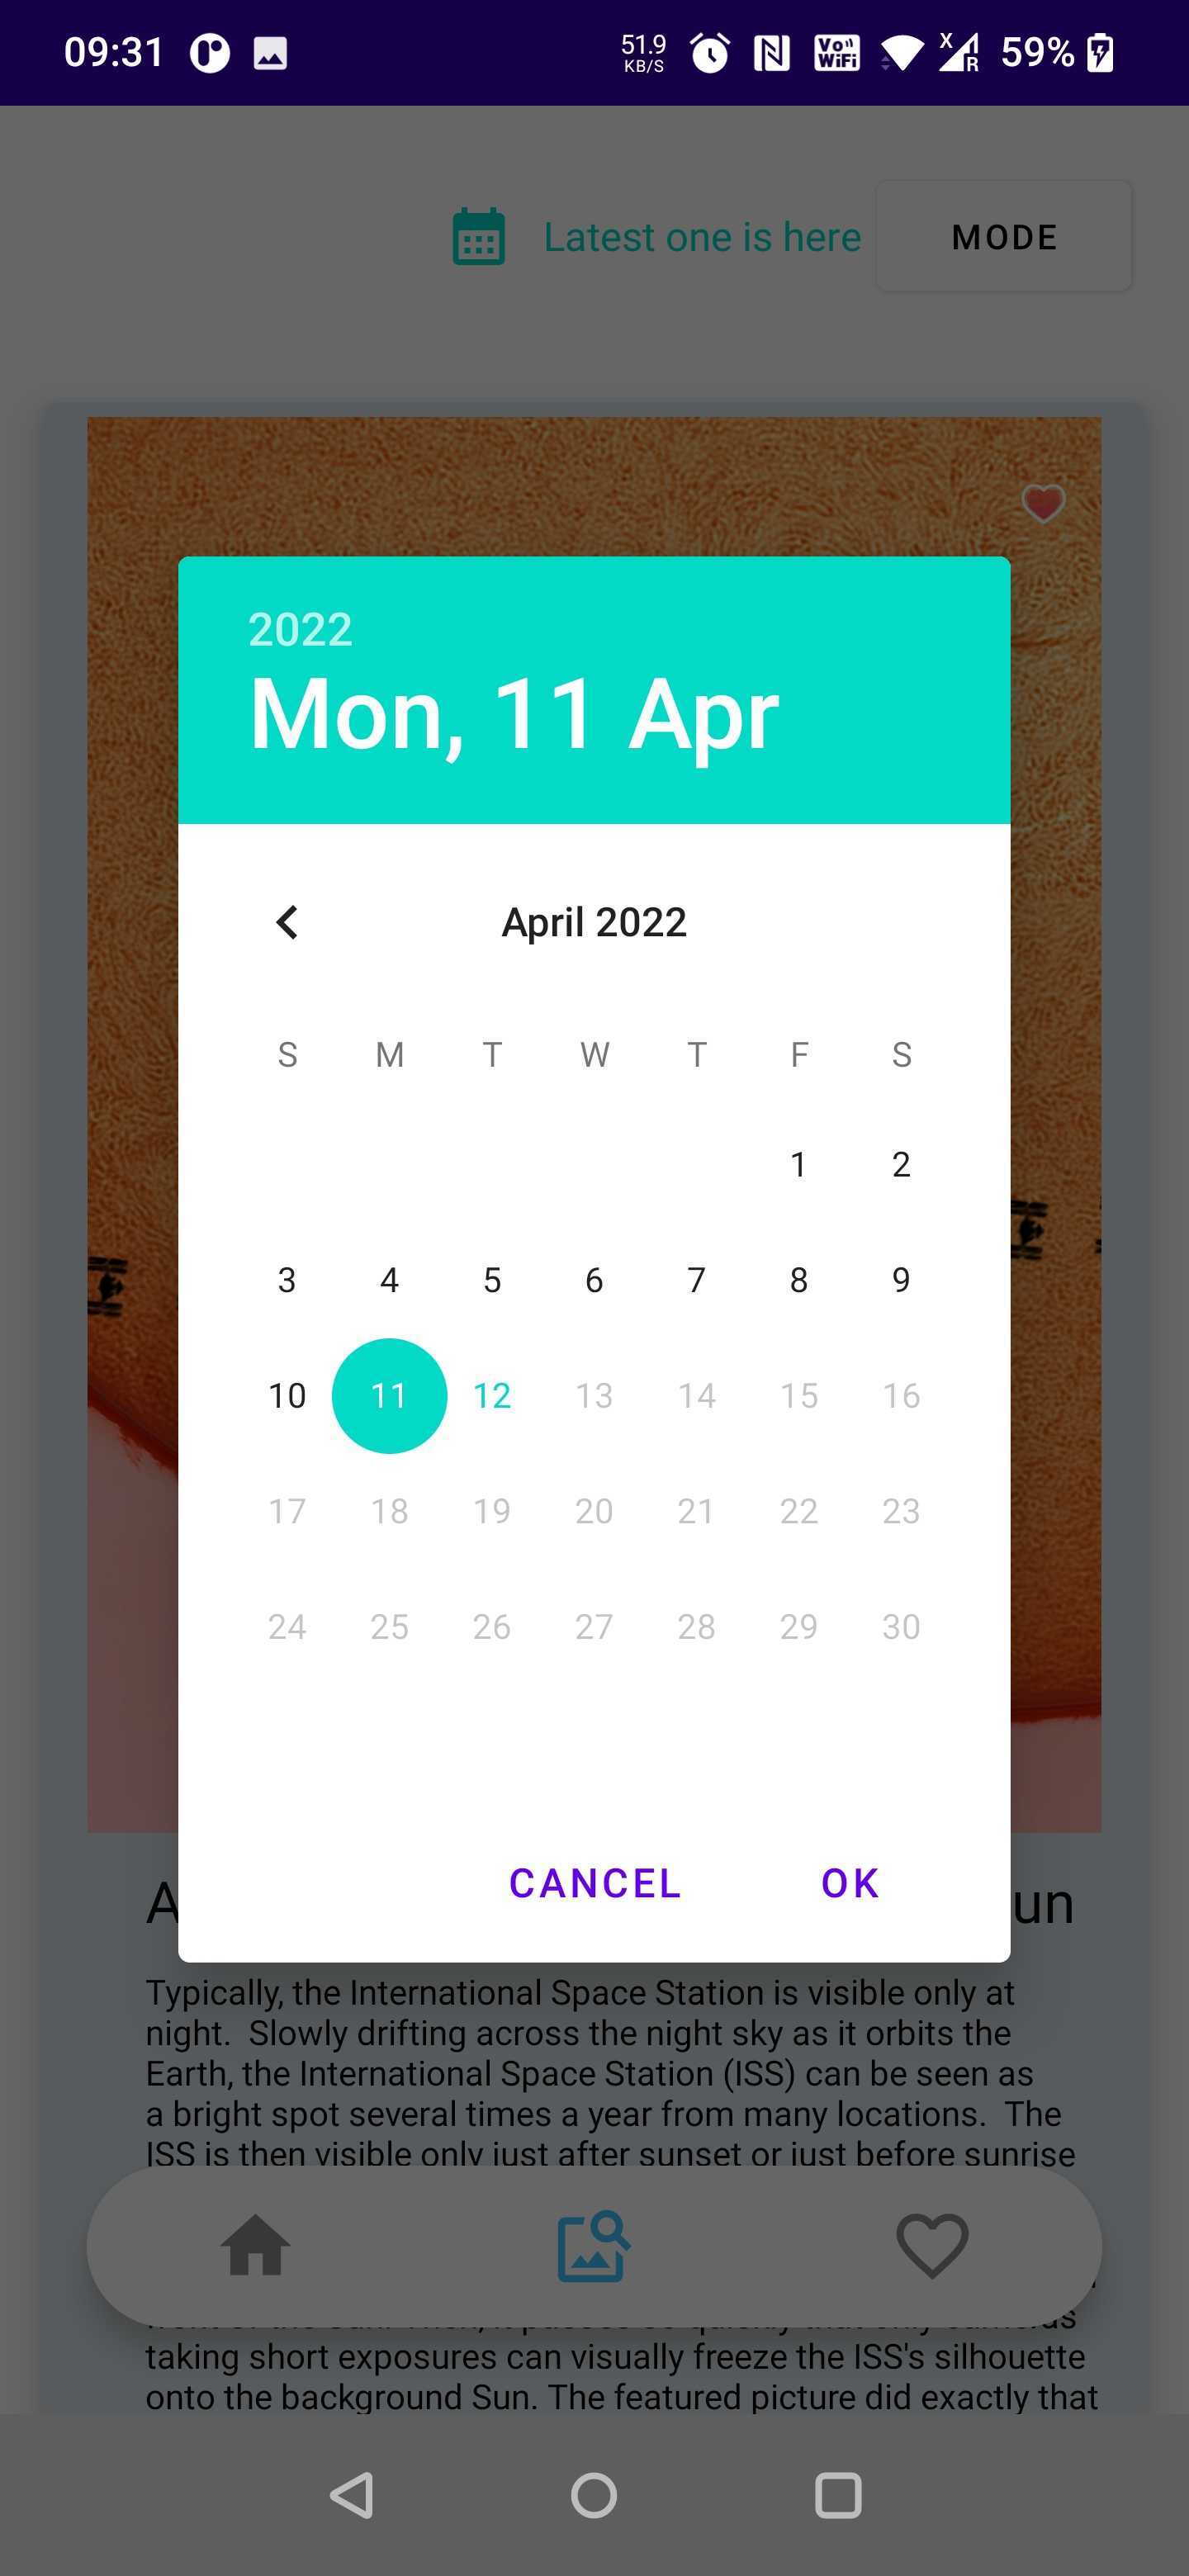 09:31
51.9
KB/S
Vo))
WiFi
X
R
59%
Latest one is here
MODE
2022
Mon, 11 Apr
April 2022
S M T W T F S
1 2
3 4 5 6 7 8 9
10 11 12 13 14 15 16
17 18 19 20 21 22 23
24 25 26 27 28 29 30
CANCEL OK
A
un
Typically, the International Space Station is visible only at
night. Slowly drifting across the night sky as it orbits the
Earth, the International Space Station (ISS) can be seen as
a bright spot several times a year from many locations. The
ISS is then visible only just after sunset or just before sunrise
taking short exposures can visually freeze the ISS's silhouette
onto the background Sun. The featured picture did exactly that